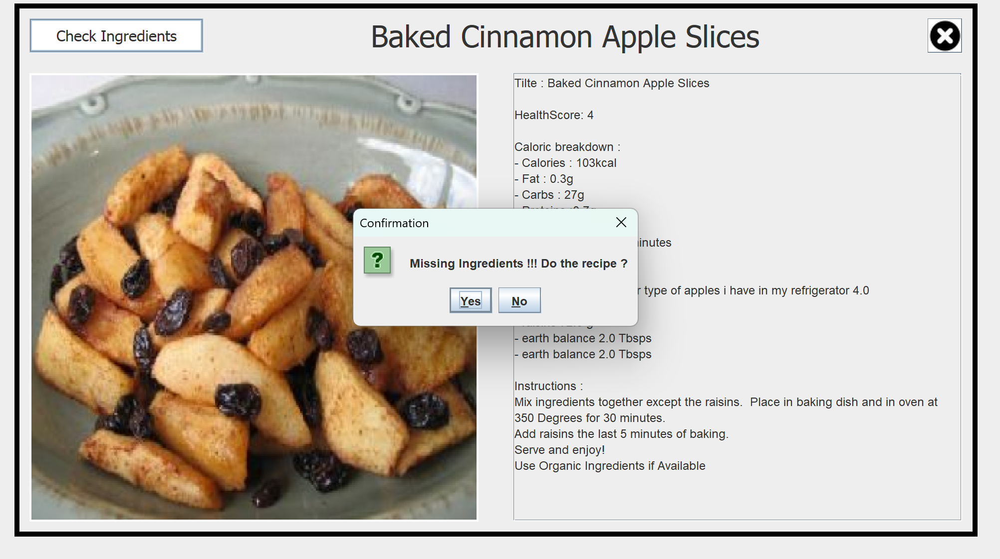 Check Ingredients
Baked Cinnamon Apple Slices
Tilte : Baked Cinnamon Apple Slices
HealthScore: 4
Caloric breakdown :
- Calories : 103kcal
- Fat : 0.3g
- Carbs : 27g
Confirmation
inutes
?
Missing Ingredients !!! Do the recipe ?
type of apples i have in my refrigerator 4.0
Yes
No
- earth balance 2.0 Tbsps
- earth balance 2.0 Tbsps
Instructions :
Mix ingredients together except the raisins.  Place in baking dish and in oven at
350 Degrees for 30 minutes.
Add raisins the last 5 minutes of baking.
Serve and enjoy!
Use Organic Ingredients if Available